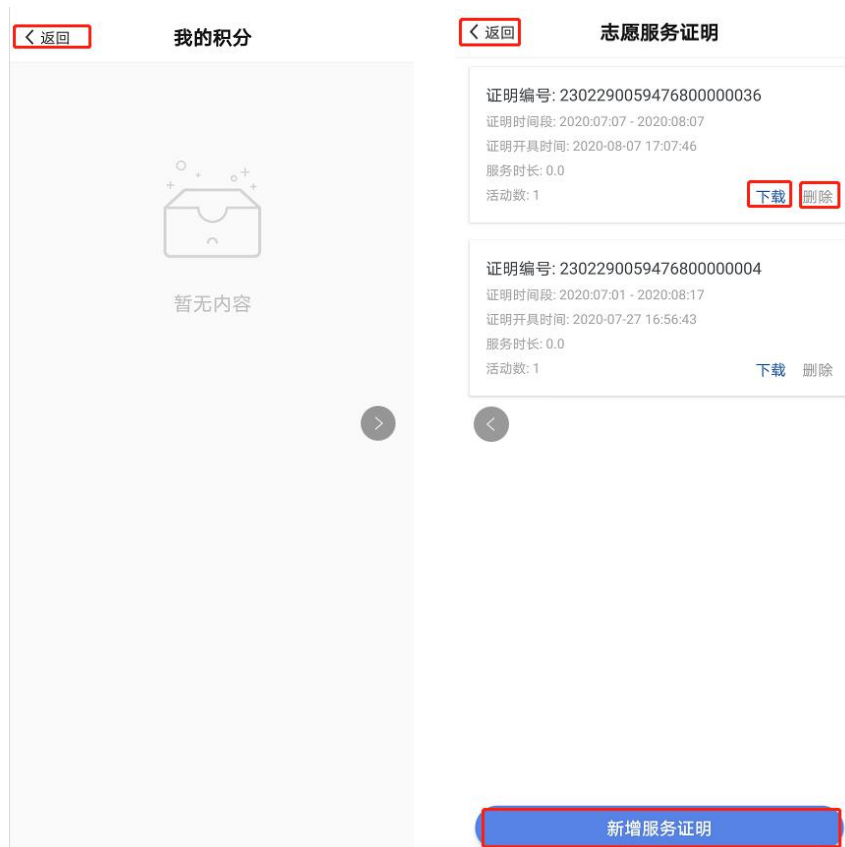 返回
我的积分
暂无内容
返回
志愿服务证明
证明编号: 2302290059476800000036
证明时间段: 2020:07:07 - 2020:08:07
证明开具时间: 2020-08-07 17:07:46
服务时长: 0.0
活动数: 1
下载 删除
证明编号: 2302290059476800000004
证明时间段: 2020:07:01 - 2020:08:17
证明开具时间: 2020-07-27 16:56:43
服务时长: 0.0
活动数: 1
下载 删除
新增服务证明